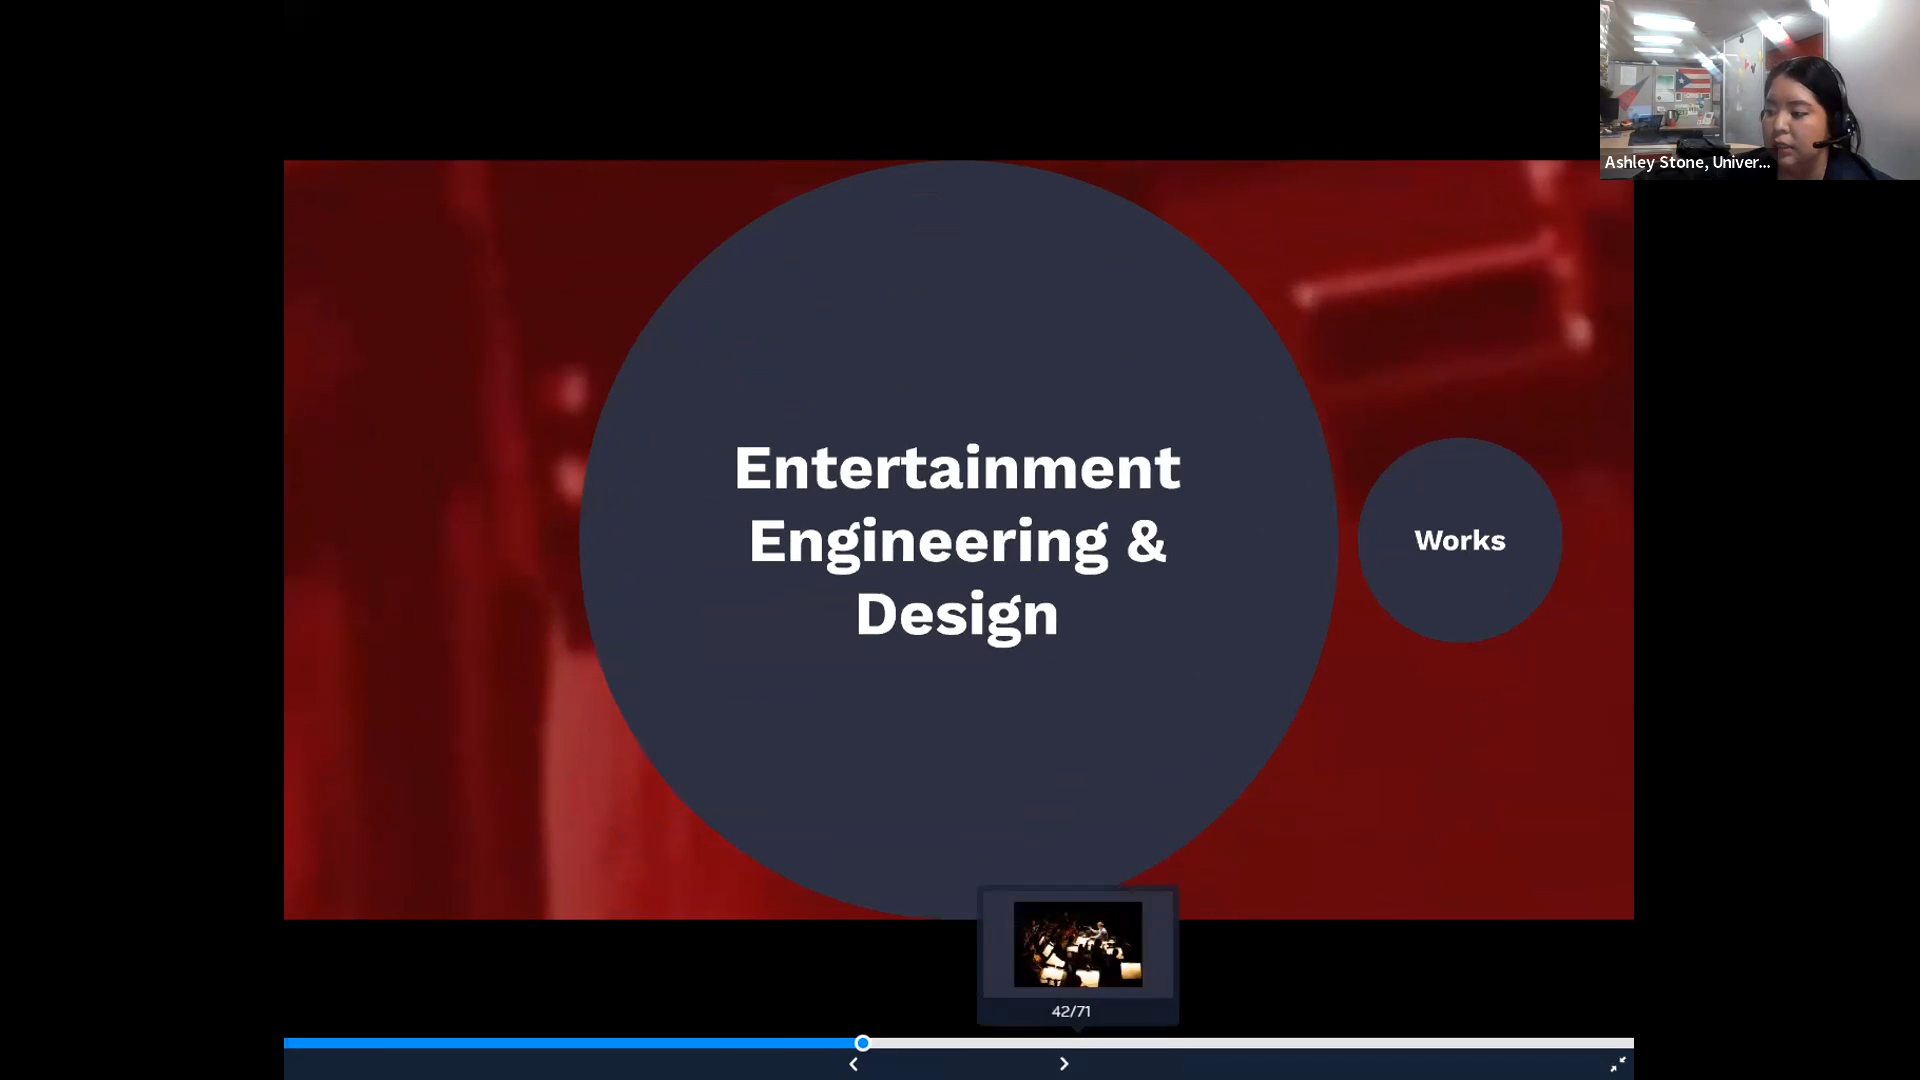 Ashley Stone, Univer...
Entertainment
Engineering &
Design
Works
42/71